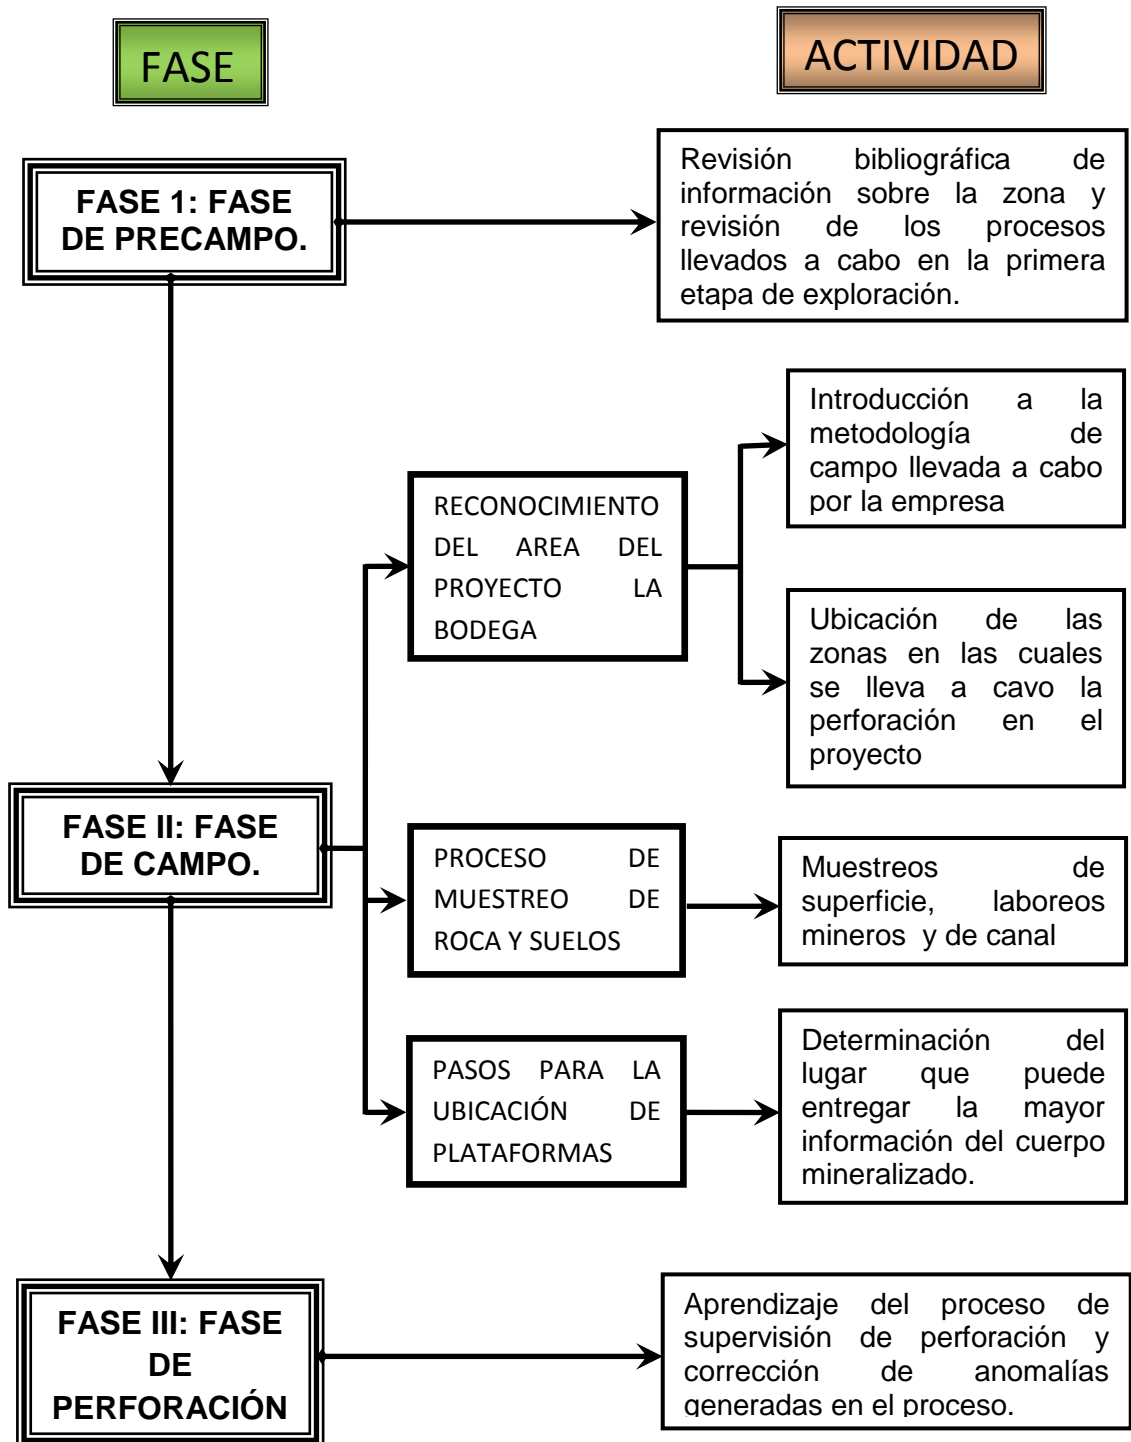 FASE
ACTIVIDAD
FASE 1: FASE
DE PRECAMPO.
Revisión bibliográfica de
información sobre la zona y
revisión de los procesos
llevados a cabo en la primera
etapa de exploración.
Introducción a la
metodología de
campo llevada a cabo
por la empresa
RECONOCIMIENTO
DEL AREA DEL
PROYECTO LA
BODEGA
Ubicación de las
zonas en las cuales
se lleva a cavo la
perforación en el
proyecto
FASE II: FASE
DE CAMPO.
PROCESO DE
MUESTREO DE
ROCA Y SUELOS
Muestreos de
superficie, laboreos
mineros y de canal
PASOS PARA LA
UBICACIÓN DE
PLATAFORMAS
Determinación del
lugar que puede
entregar la mayor
información del cuerpo
mineralizado.
FASE III: FASE
DE
PERFORACIÓN
Aprendizaje del proceso de
supervisión de perforación y
corrección de anomalías
generadas en el proceso.